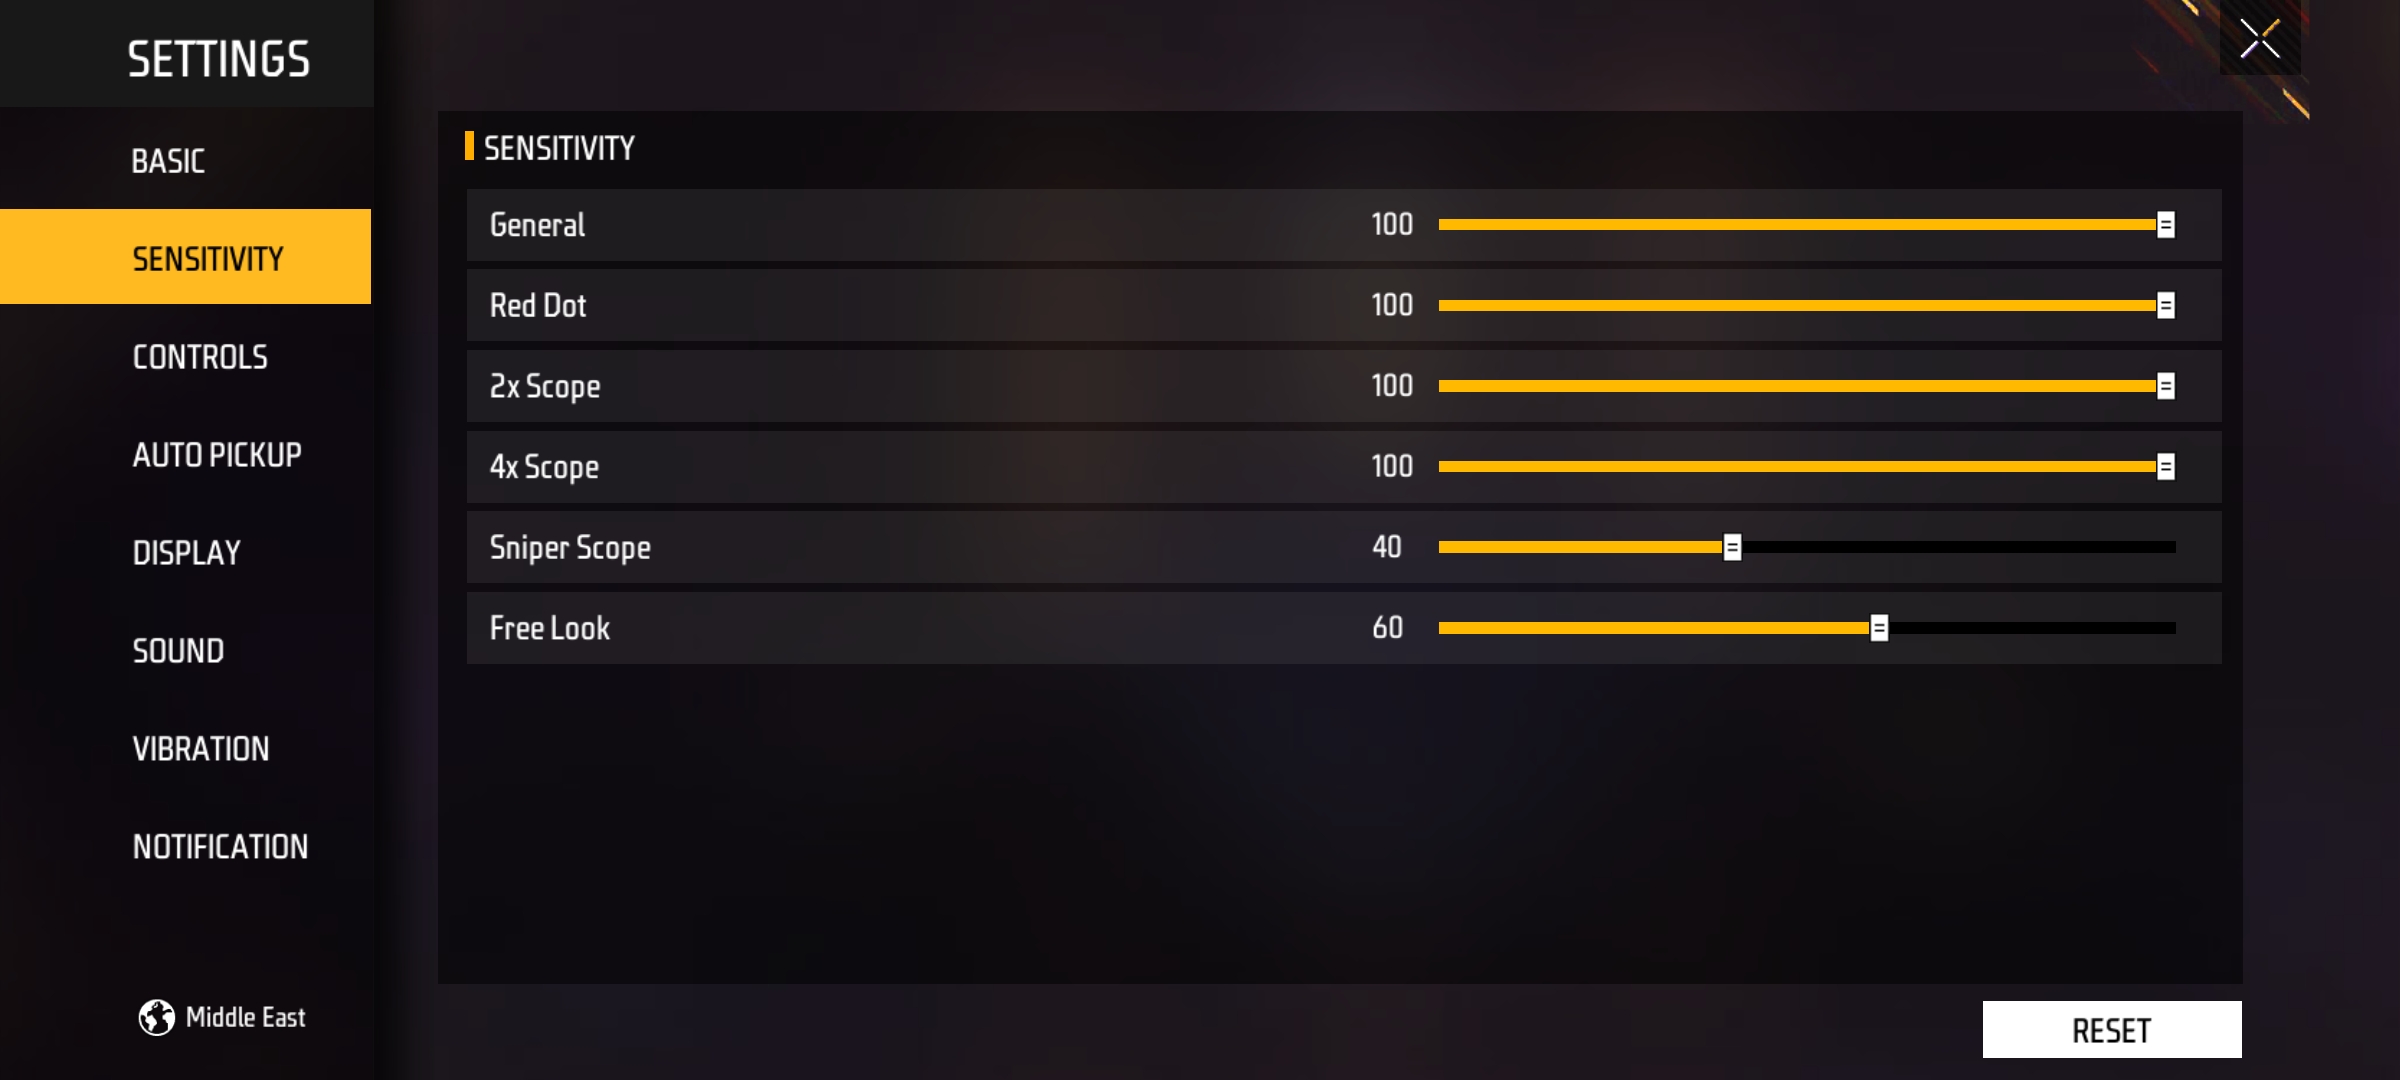 SETTINGS
BASIC
SENSITIVITY
CONTROLS
AUTO PICKUP
DISPLAY
SOUND
VIBRATION
NOTIFICATION
Middle East
SENSITIVITY
General 100
Red Dot 100
2x Scope 100
4x Scope 100
Sniper Scope 40
Free Look 60
RESET